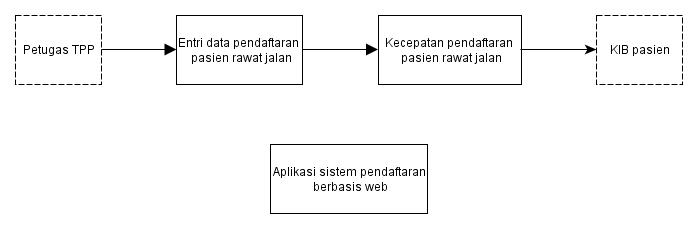 Petugas TPP
Entri data pendaftaran
pasien rawat jalan
Kecepatan pendaftaran
pasien rawat jalan
KIB pasien
Aplikasi sistem pendaftaran
berbasis web